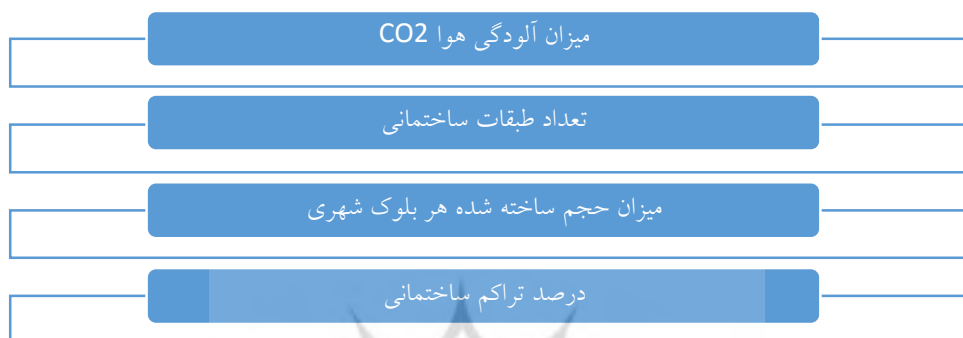 میزان آلودگی هوا CO2
تعداد طبقات ساختمانی
میزان حجم ساخته شده هر بلوک شهری
درصد تراکم ساختمانی